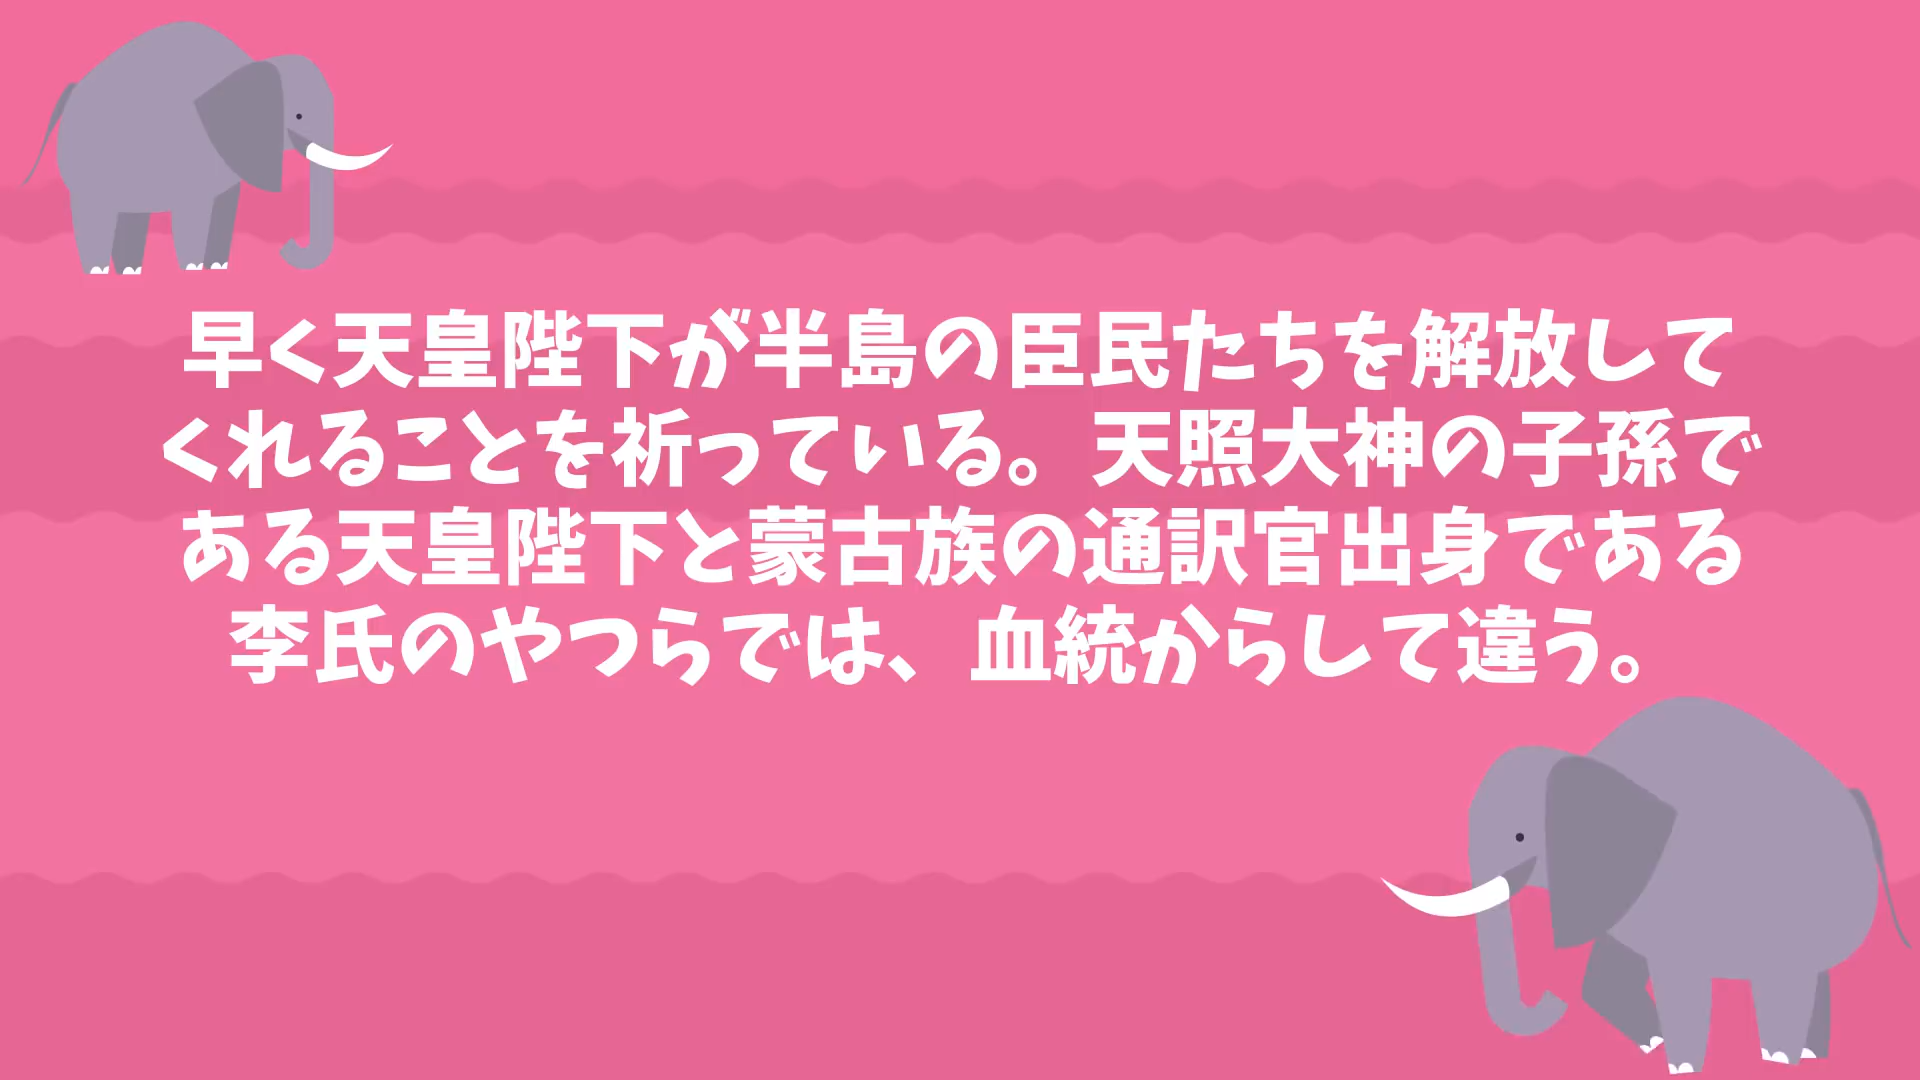 早く天皇陛下が半島の臣民たちを解放して
くれることを祈っている。天照大神の子孫で
ある天皇陛下と蒙古族の通訳官出身である
李氏のやつらでは、血統からして違う。